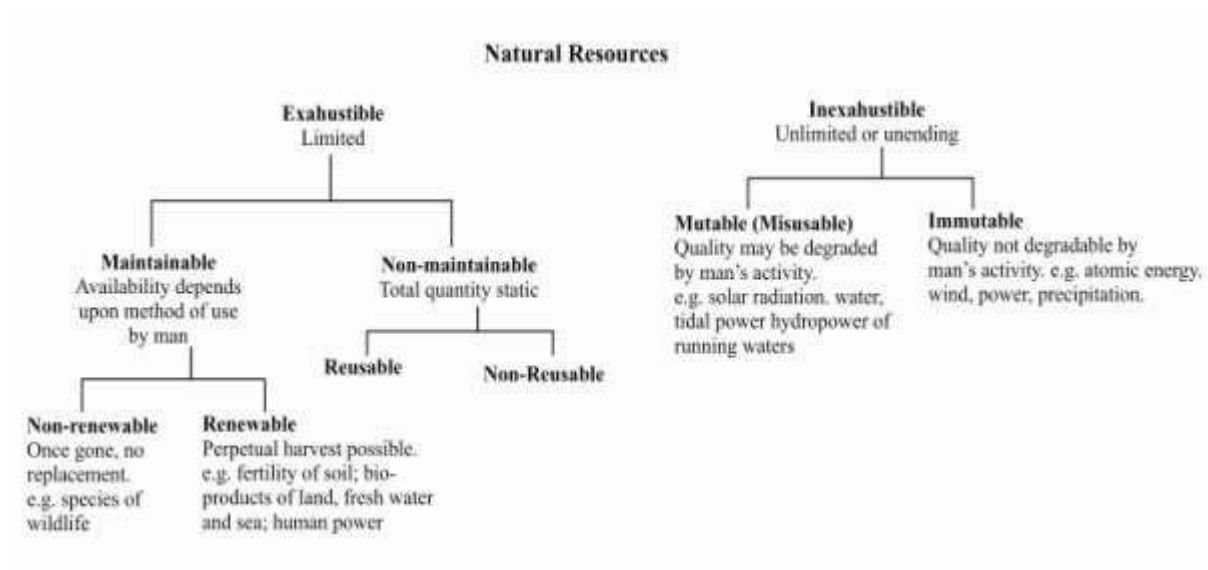 Natural Resources
Exahustible
Limited
Inexahustible
Unlimited or unending
Maintainable
Availability depends
upon method of use
by man
Non-maintainable
Total quantity static
Mutable (Misusable)
Quality may be degraded
by man's activity.
e.g. solar radiation. water,
tidal power hydropower of
running waters
Immutable
Quality not degradable by
man's activity. e.g. atomic energy.
wind, power, precipitation.
Reusable
Non-Reusable
Non-renewable
Once gone, no
replacement.
e.g. species of
wildlife
Renewable
Perpetual harvest possible.
e.g. fertility of soil; bio-
products of land, fresh water
and sea; human power